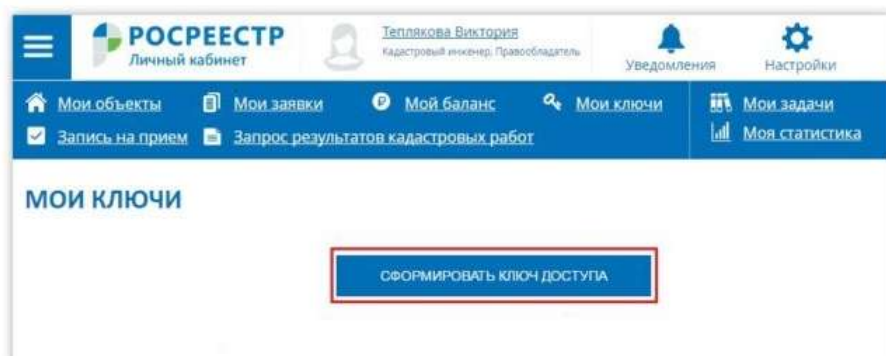 РОСРЕЕСТР
Личный кабинет
Теплякова Виктория
Кадастровый инженер, Правообладатель
Уведомления
Настройки
Мои объекты
Мои заявки
Мой баланс
Мои ключи
Мои задачи
Запись на прием
Запрос результатов кадастровых работ
Моя статистика
МОИ КЛЮЧИ
СФОРМИРОВАТЬ КЛЮЧ ДОСТУПА